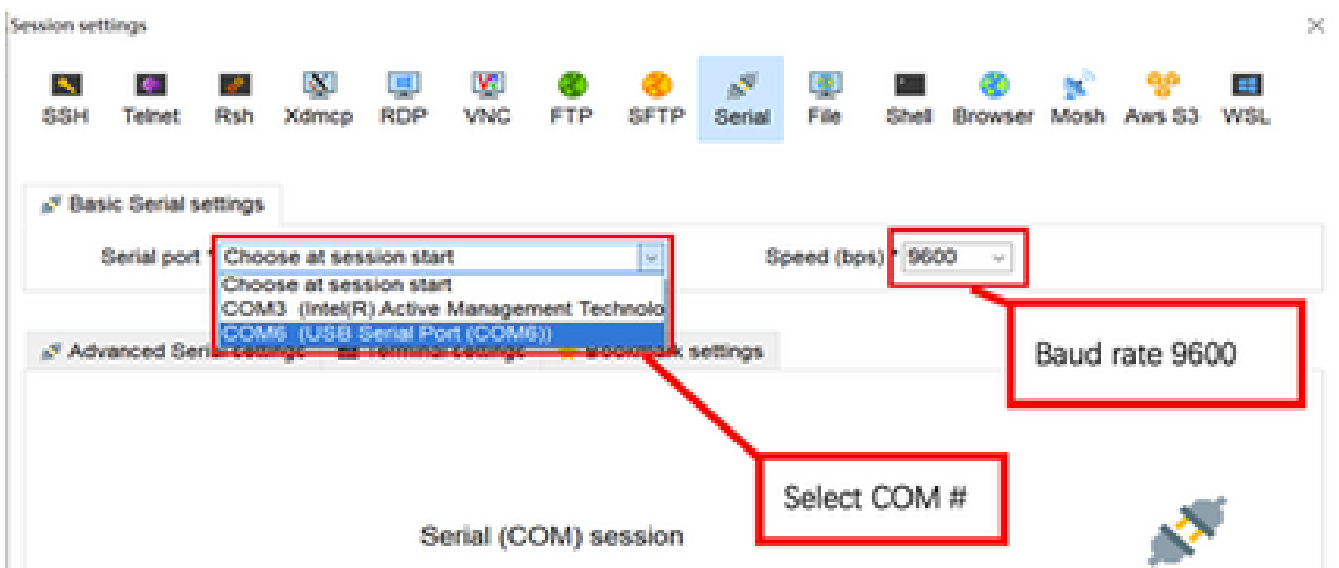 Session settings
SSH Telnet Rsh Xdmcp RDP VNC FTP SFTP Serial File Shell Browser Mosh Aws S3 WSL
Basic Serial settings
Serial port * Choose at session start Speed (bps) * 9600
Choose at session start
COM3 (Intel(R) Active Management Technolo
COM6 (USB Serial Port (COM6))
Advanced Serial settings Terminal settings Bookmark settings
Baud rate 9600
Select COM #
Serial (COM) session